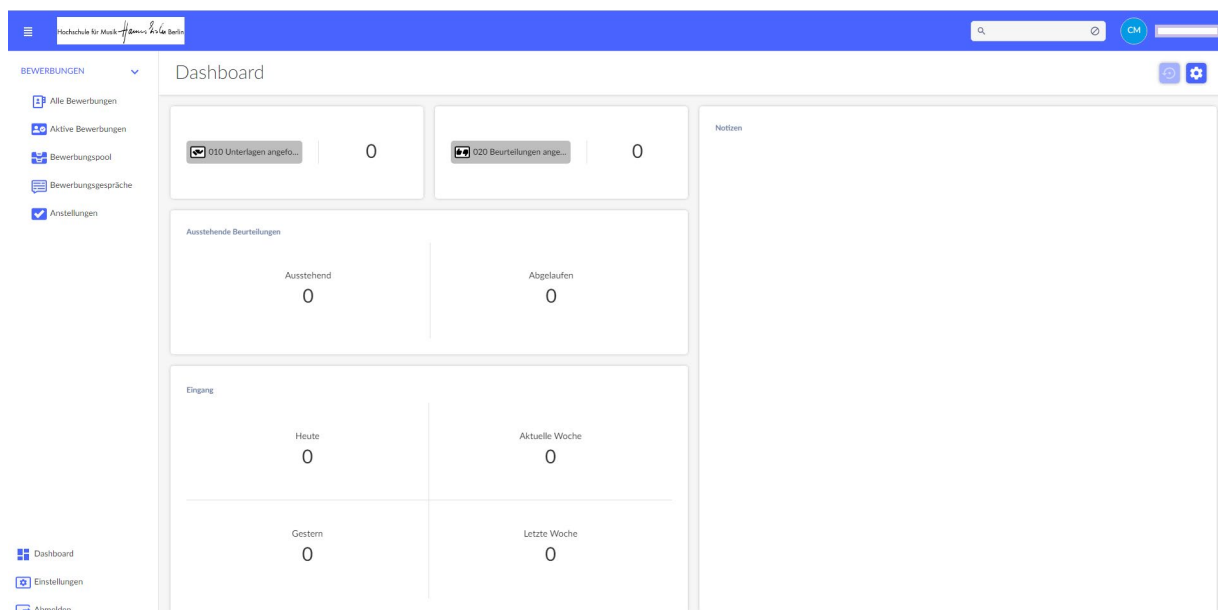 Hochschule für Musik Hanns Eisler Berlin
CM
BEWERBUNGEN
Alle Bewerbungen
Aktive Bewerbungen
Bewerbungspool
Bewerbungsgespräche
Anstellungen
Dashboard
010 Unterlagen angefo...
0
020 Beurteilungen ange...
0
Notizen
Ausstehende Beurteilungen
Ausstehend
0
Abgelaufen
0
Eingang
Heute
0
Aktuelle Woche
0
Gestern
0
Letzte Woche
0
Dashboard
Einstellungen
Abmelden